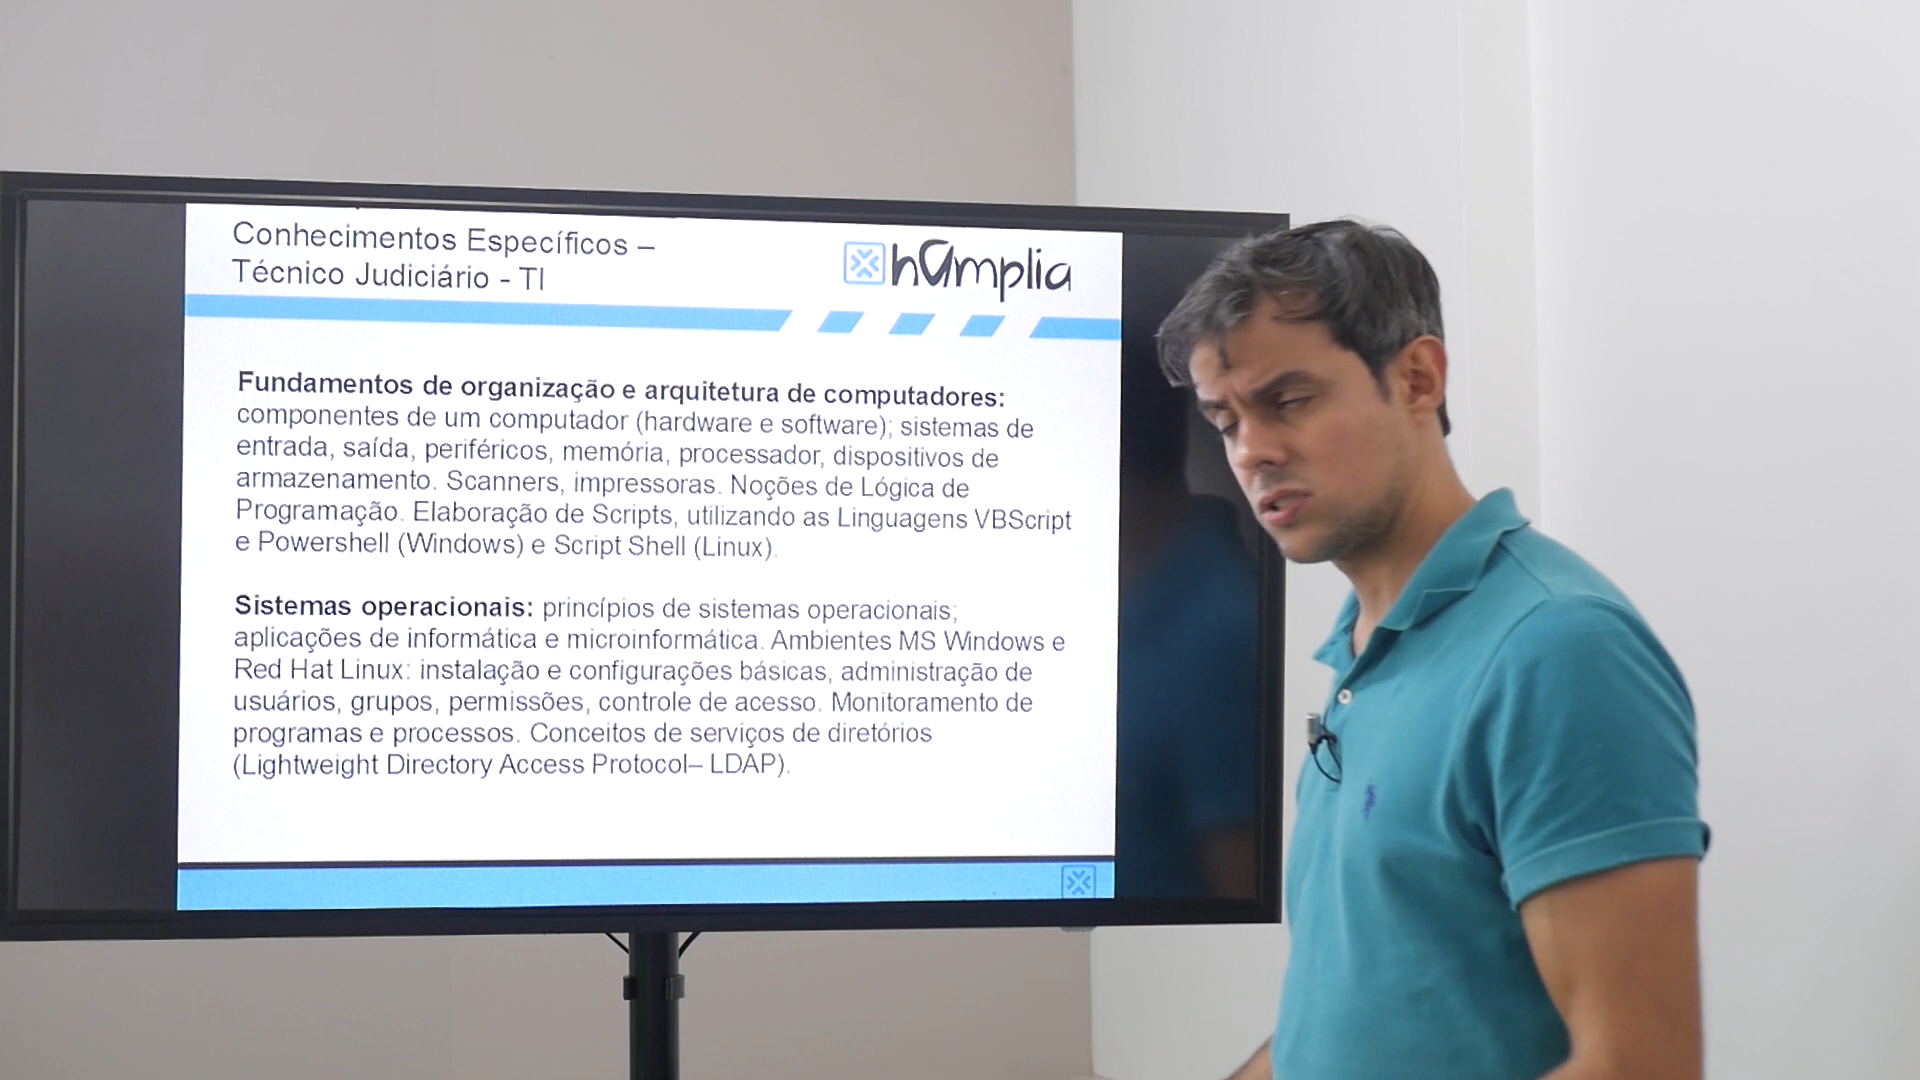 Conhecimentos Específicos –
Técnico Judiciário - TI
hamplia
Fundamentos de organização e arquitetura de computadores:
componentes de um computador (hardware e software); sistemas de
entrada, saída, periféricos, memória, processador, dispositivos de
armazenamento. Scanners, impressoras. Noções de Lógica de
Programação. Elaboração de Scripts, utilizando as Linguagens VBScript
e Powershell (Windows) e Script Shell (Linux).
Sistemas operacionais: princípios de sistemas operacionais;
aplicações de informática e microinformática. Ambientes MS Windows e
Red Hat Linux: instalação e configurações básicas, administração de
usuários, grupos, permissões, controle de acesso. Monitoramento de
programas e processos. Conceitos de serviços de diretórios
(Lightweight Directory Access Protocol– LDAP).